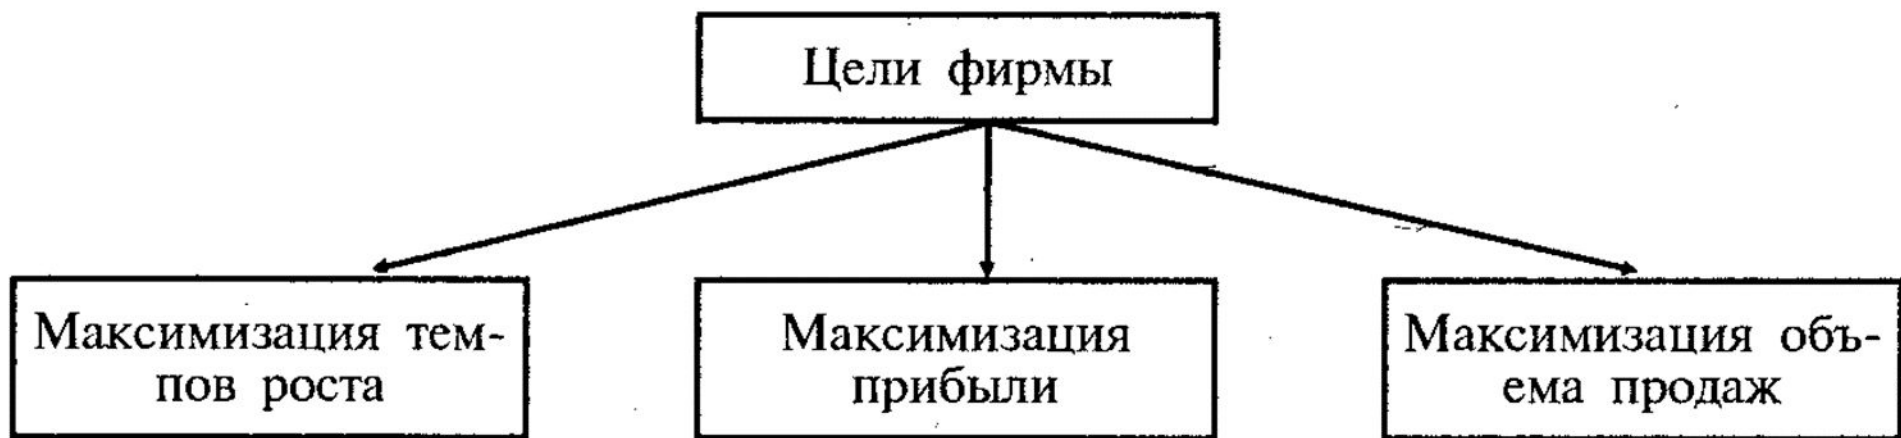 Цели фирмы
Максимизация тем-
пов роста
Максимизация
прибыли
Максимизация объ-
ема продаж